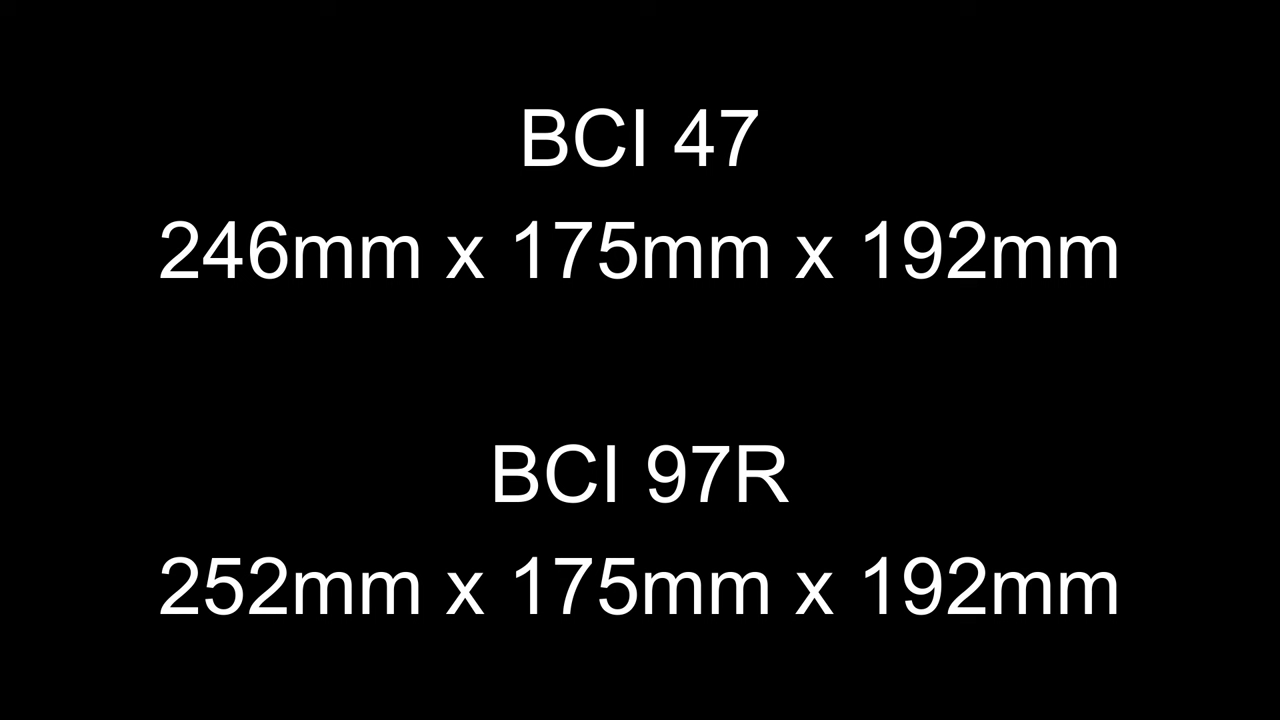 BCI 47
246mm x 175mm x 192mm
BCI 97R
252mm x 175mm x 192mm